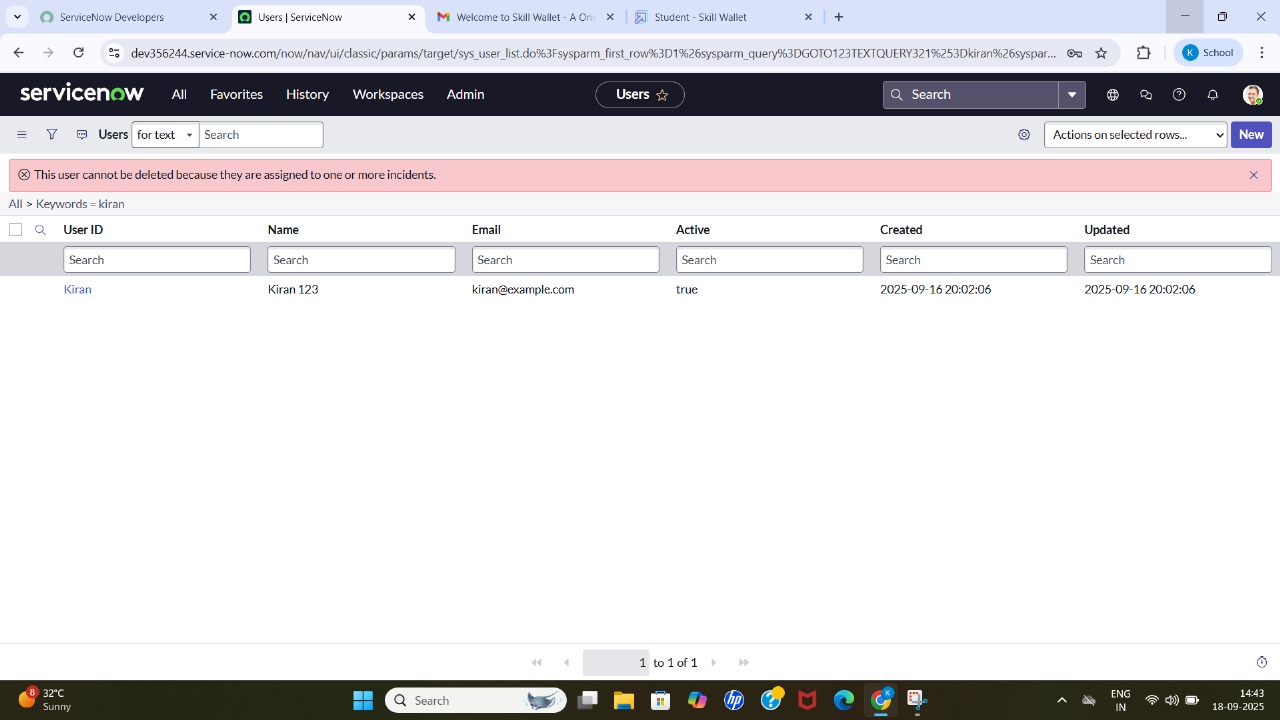 ServiceNow Developers
Users | ServiceNow
Welcome to Skill Wallet - A On
Student - Skill Wallet
dev356244.service-now.com/now/nav/ui/classic/params/target/sys_user_list.do%3Fsysparm_first_row%3D1%26sysparm_query%3DGOTO123TEXTQUERY321%253Dkiran%26syspar...
K School
servicenow All Favorites History Workspaces Admin Users Search
Users for text Search Actions on selected rows... New
This user cannot be deleted because they are assigned to one or more incidents.
All > Keywords = kiran
User ID Name Email Active Created Updated
Search Search Search Search Search Search
Kiran Kiran 123 kiran@example.com true 2025-09-16 20:02:06 2025-09-16 20:02:06
1 to 1 of 1
8 32°C
Sunny
Search
hp
K
ENG
IN
14:43
18-09-2025